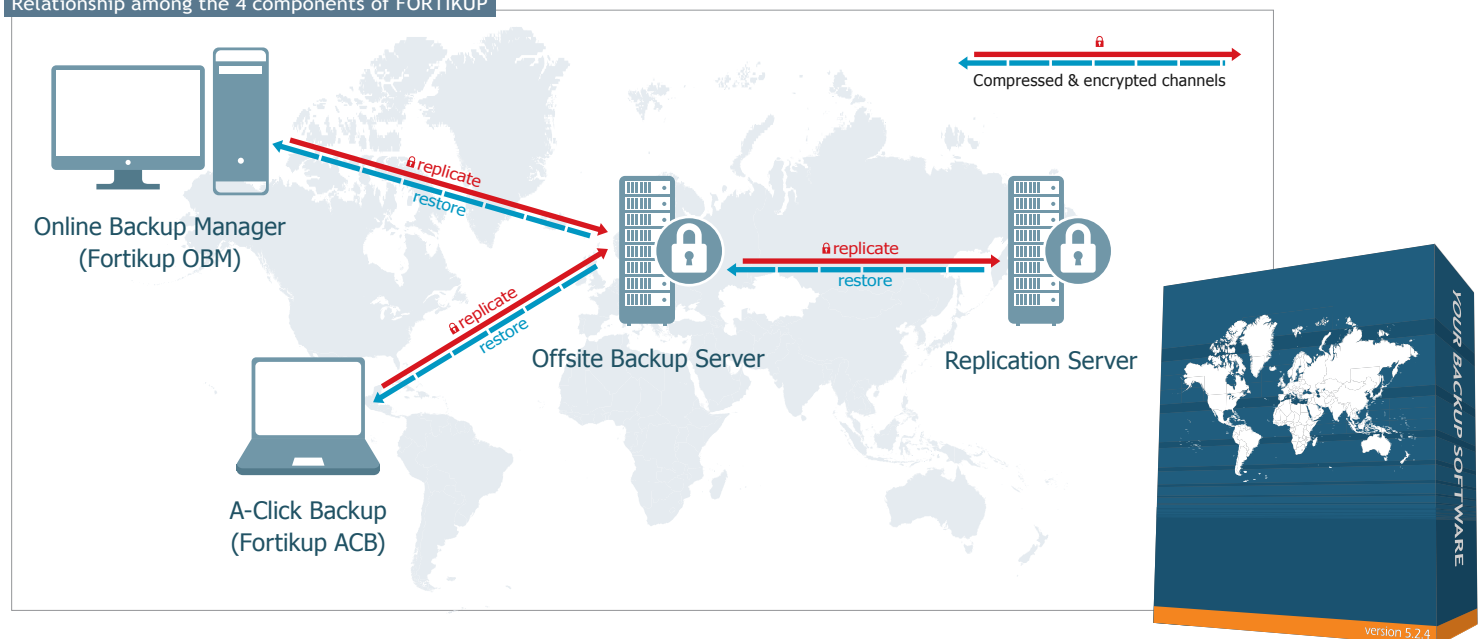 Relationship among the 4 components of FORTIKUP
Compressed & encrypted channels
replicate
restore
Online Backup Manager
(Fortikup OBM)
replicate
restore
replicate
restore
Offsite Backup Server
Replication Server
A-Click Backup
(Fortikup ACB)
YOUR BACKUP SOFTWARE
version 5.2.4